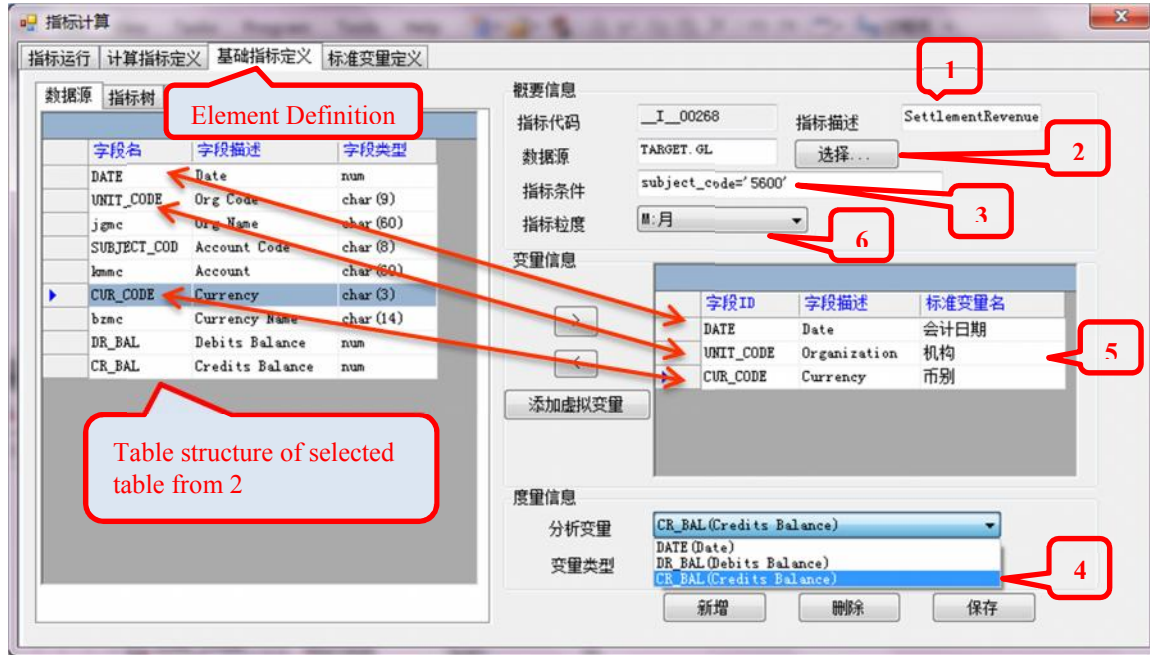 指标计算
指标运行 计算指标定义 基础指标定义 标准变量定义
数据源 指标树
Element Definition
字段名 字段描述 字段类型
DATE Date num
UNIT_CODE Org Code char(9)
jgmc Org Name char(60)
SUBJECT_COD Account Code char(8)
kmmc Account char(60)
CUR_CODE Currency char(3)
bzmc Currency Name char(14)
DR_BAL Debits Balance num
CR_BAL Credits Balance num
Table structure of selected
table from 2
概要信息
1
指标代码 __I__00268 指标描述 SettlementRevenue
数据源 TARGET.GL 选择... 2
指标条件 subject_code='5600'
3
指标粒度 M:月
6
变量信息
字段ID 字段描述 标准变量名
> DATE Date 会计日期
UNIT_CODE Organization 机构 5
< CUR_CODE Currency 币别
添加虚拟变量
度量信息
分析变量 CR_BAL(Credits Balance)
DATE(Date)
变量类型 DR_BAL(Debits Balance)
CR_BAL(Credits Balance) 4
新增 删除 保存